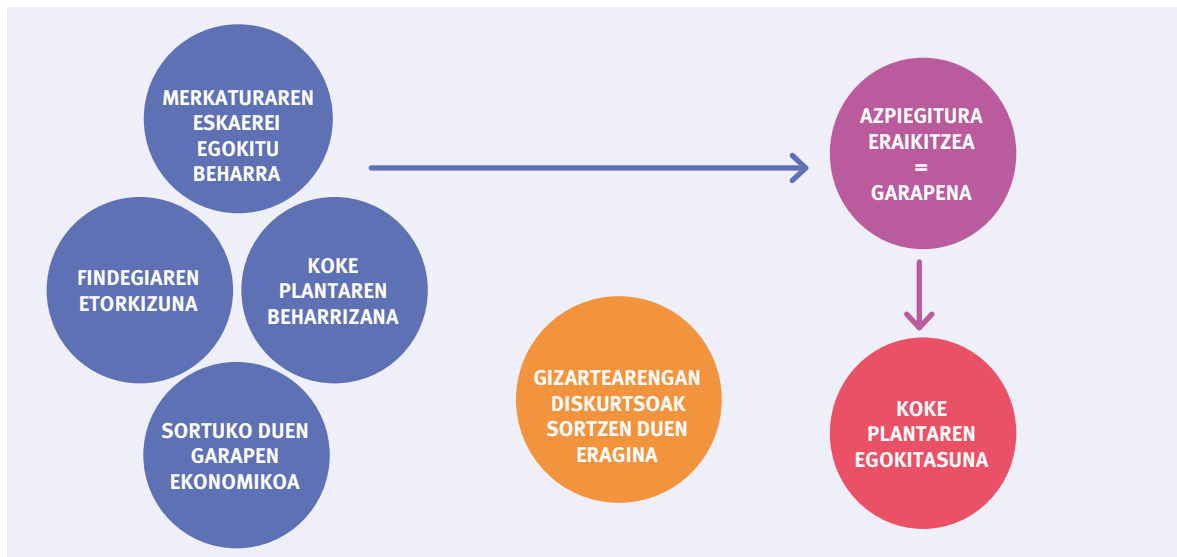 MERKATURAREN
ESKAEREI
EGOKITU
BEHARRA
FINDEGIAREN
ETORKIZUNA
KOKE
PLANTAREN
BEHARRIZANA
SORTUKO DUEN
GARAPEN
EKONOMIKOA
GIZARTEARENGAN
DISKURTSOAK
SORTZEN DUEN
ERAGINA
AZPIEGITURA
ERAIKITZEA
=
GARAPENA
KOKE
PLANTAREN
EGOKITASUNA